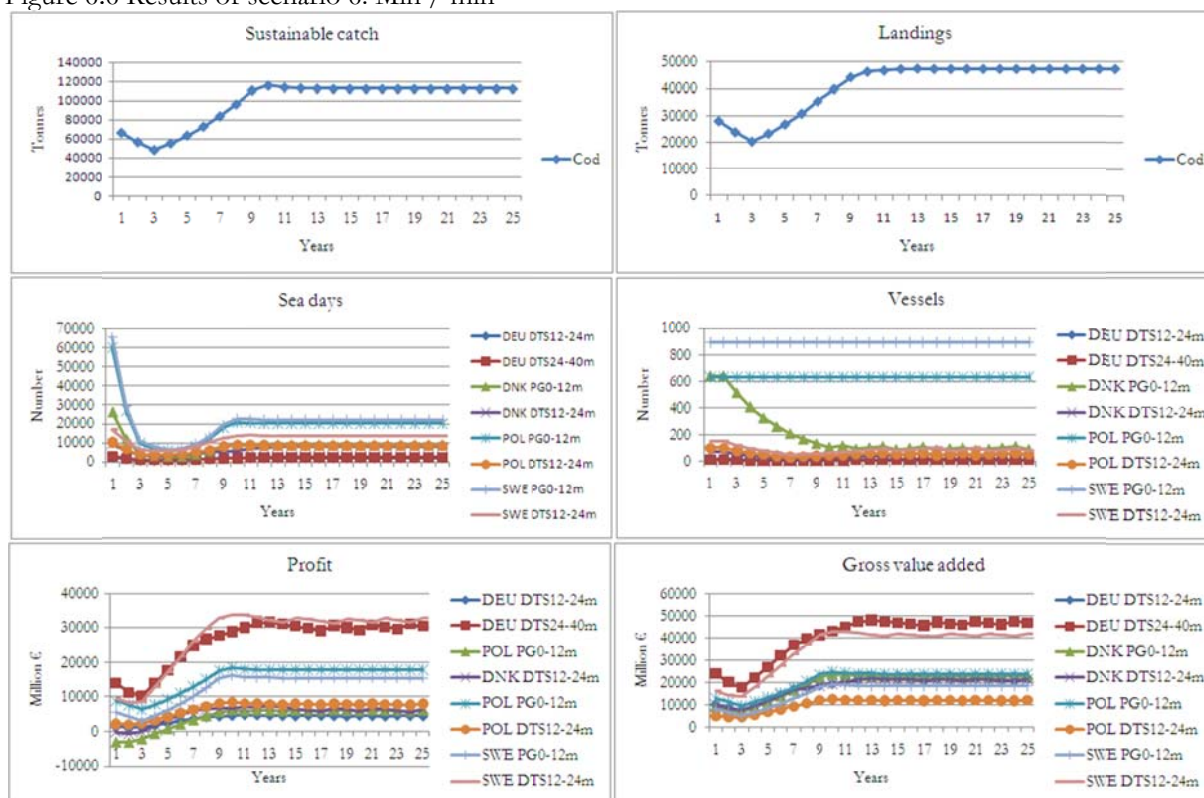 Figure 6.6 Results of scenario 6: Min / min
Sustainable catch
Tonnes
140000
120000
100000
80000
60000
40000
20000
0
1 3 5 7 9 11 13 15 17 19 21 23 25
Years
Cod
Landings
Tonnes
50000
40000
30000
20000
10000
0
1 3 5 7 9 11 13 15 17 19 21 23 25
Years
Cod
Sea days
Number
70000
60000
50000
40000
30000
20000
10000
0
1 3 5 7 9 11 13 15 17 19 21 23 25
Years
DEU DTS12-24m
DEU DTS24-40m
DNK PG0-12m
DNK DTS12-24m
POL PG0-12m
POL DTS12-24m
SWE PG0-12m
SWE DTS12-24m
Vessels
Number
1000
800
600
400
200
0
1 3 5 7 9 11 13 15 17 19 21 23 25
Years
DEU DTS12-24m
DEU DTS24-40m
DNK PG0-12m
DNK DTS12-24m
POL PG0-12m
POL DTS12-24m
SWE PG0-12m
SWE DTS12-24m
Profit
Million €
40000
30000
20000
10000
0
-10000
1 3 5 7 9 11 13 15 17 19 21 23 25
Years
DEU DTS12-24m
DEU DTS24-40m
POL PG0-12m
DNK DTS12-24m
POL PG0-12m
POL DTS12-24m
SWE PG0-12m
SWE DTS12-24m
Gross value added
Million €
60000
50000
40000
30000
20000
10000
0
1 3 5 7 9 11 13 15 17 19 21 23 25
Years
DEU DTS12-24m
DEU DTS24-40m
DNK PG0-12m
DNK DTS12-24m
POL PG0-12m
POL DTS12-24m
SWE PG0-12m
SWE DTS12-24m